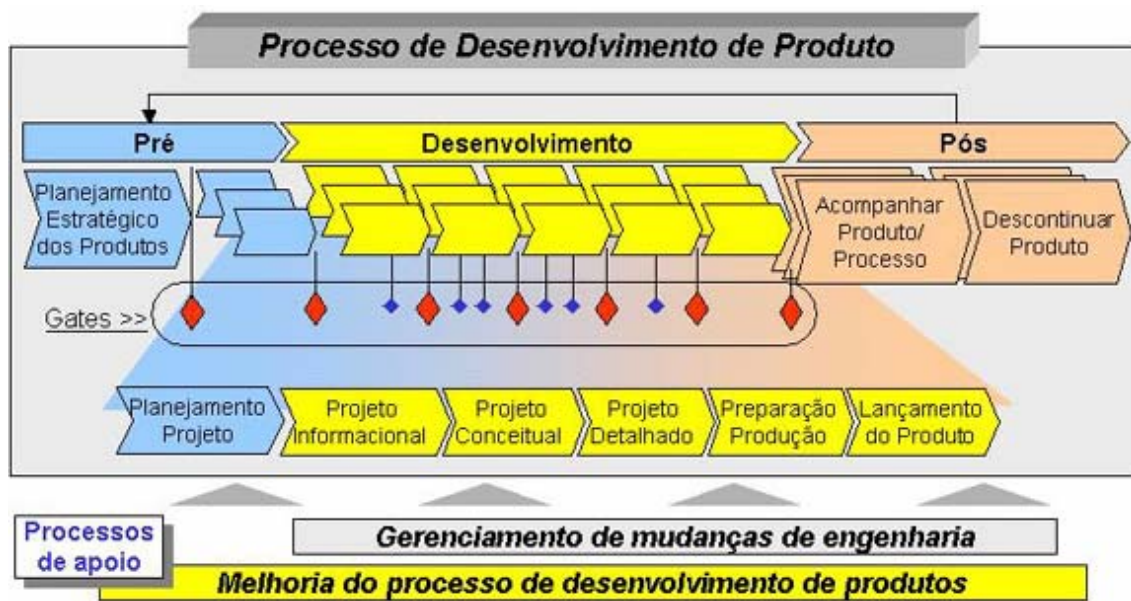 Processo de Desenvolvimento de Produto
Pré
Desenvolvimento
Pós
Planejamento
Estratégico
dos Produtos
Acompanhar
Produto/
Processo
Descontinuar
Produto
Gates >>
Planejamento
Projeto
Projeto
Informacional
Projeto
Conceitual
Projeto
Detalhado
Preparação
Produção
Lançamento
do Produto
Processos
de apoio
Gerenciamento de mudanças de engenharia
Melhoria do processo de desenvolvimento de produtos